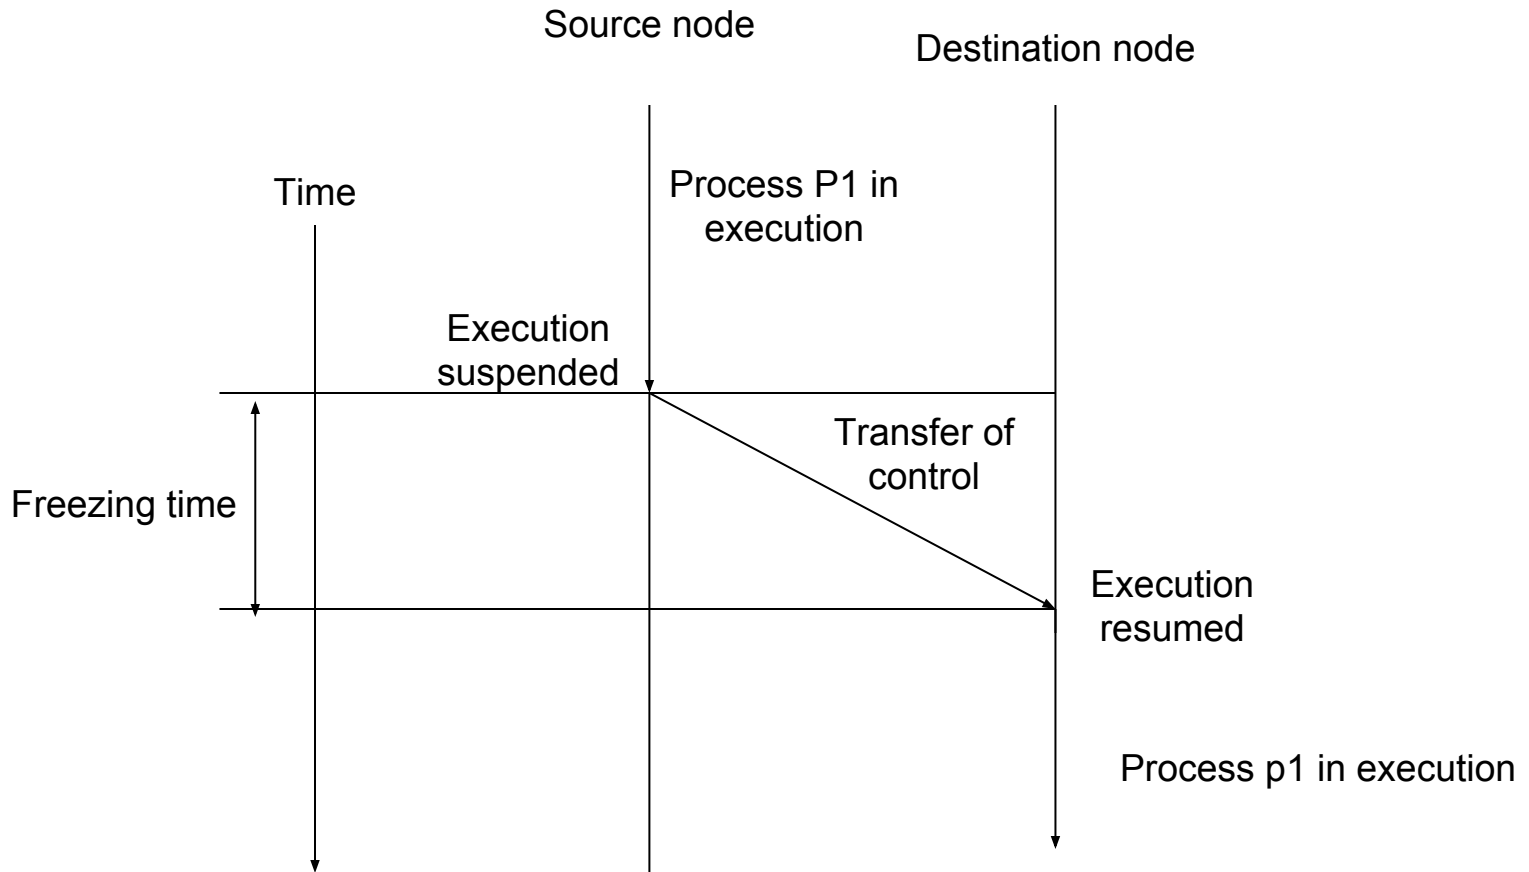 Source node
Destination node
Time
Process P1 in
execution
Execution
suspended
Transfer of
control
Freezing time
Execution
resumed
Process p1 in execution